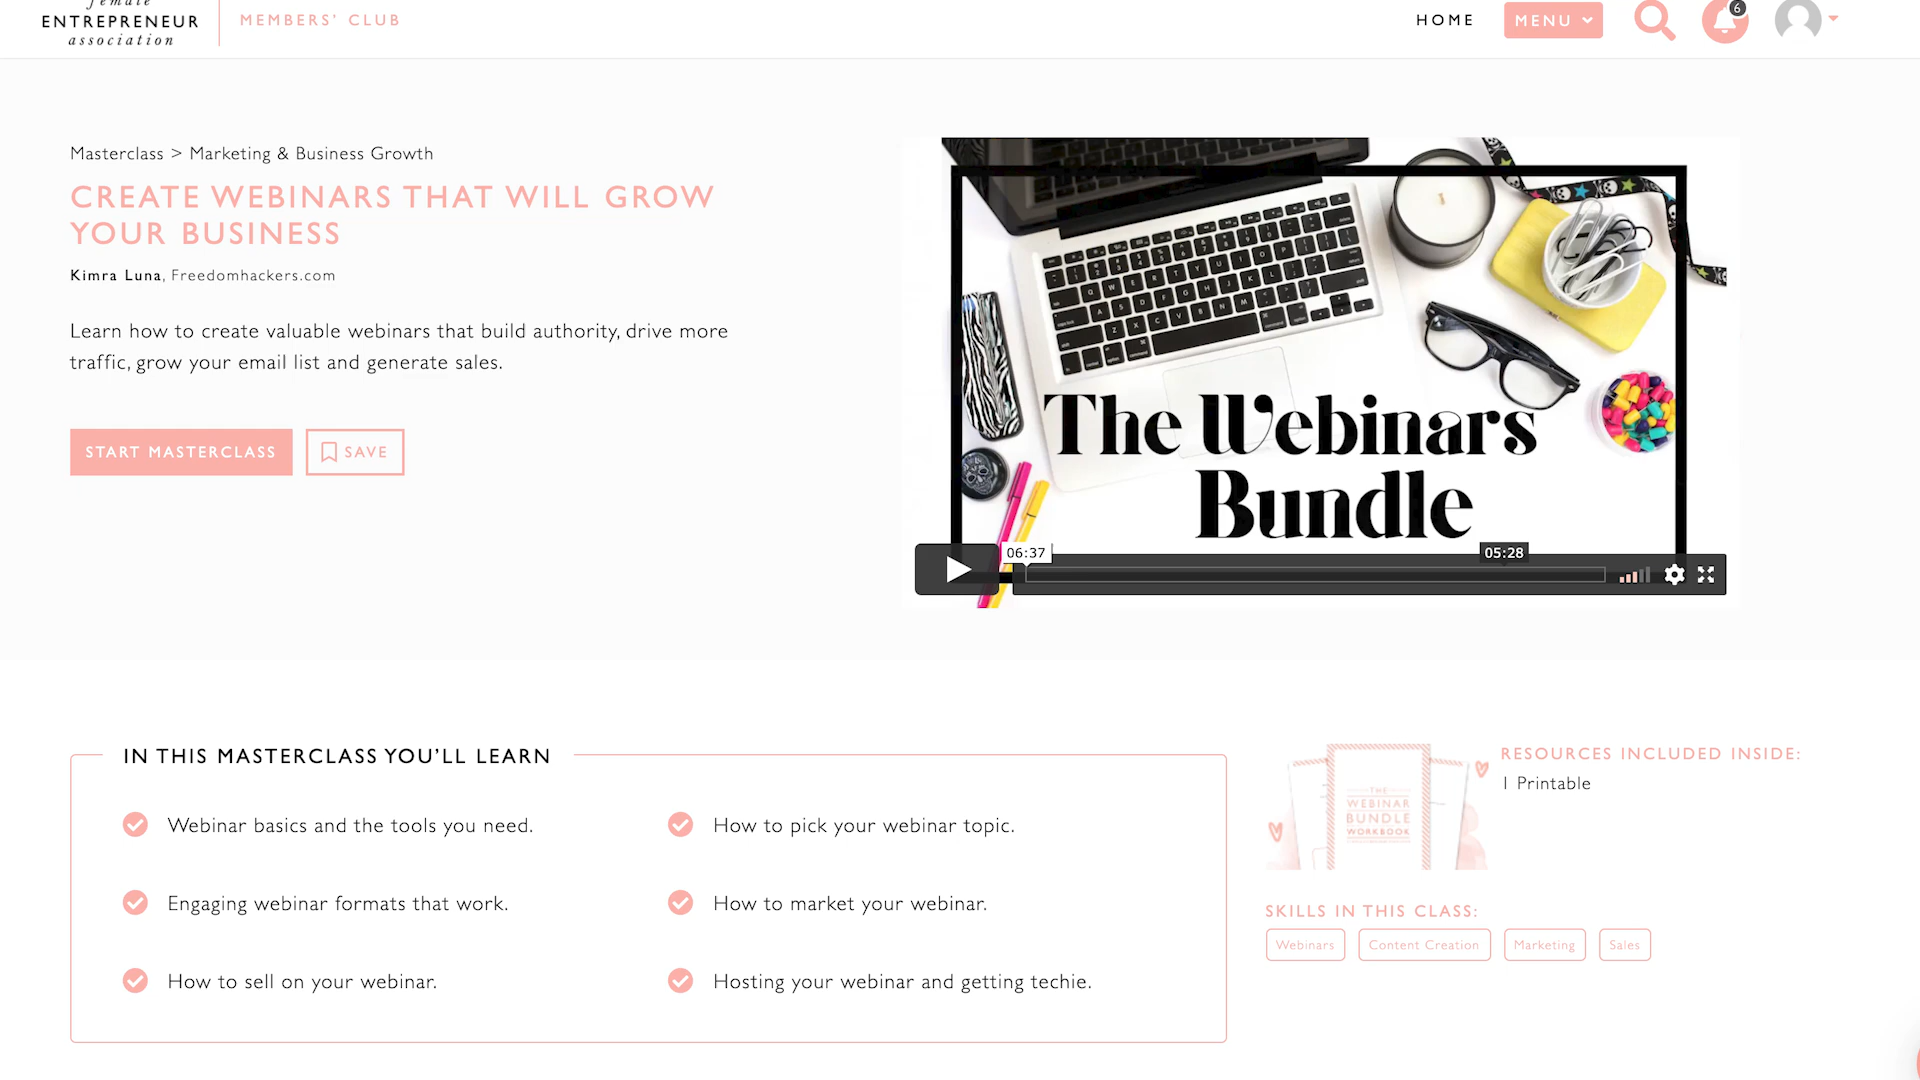 female
ENTREPRENEUR
association
MEMBERS' CLUB
HOME
MENU
6
Masterclass > Marketing & Business Growth
CREATE WEBINARS THAT WILL GROW
YOUR BUSINESS
Kimra Luna, Freedomhackers.com
Learn how to create valuable webinars that build authority, drive more
traffic, grow your email list and generate sales.
START MASTERCLASS
SAVE
The Webinars
Bundle
06:37
05:28
IN THIS MASTERCLASS YOU'LL LEARN
Webinar basics and the tools you need.
How to pick your webinar topic.
Engaging webinar formats that work.
How to market your webinar.
How to sell on your webinar.
Hosting your webinar and getting techie.
THE
WEBINAR
BUNDLE
WORKBOOK
RESOURCES INCLUDED INSIDE:
1 Printable
SKILLS IN THIS CLASS:
Webinars
Content Creation
Marketing
Sales